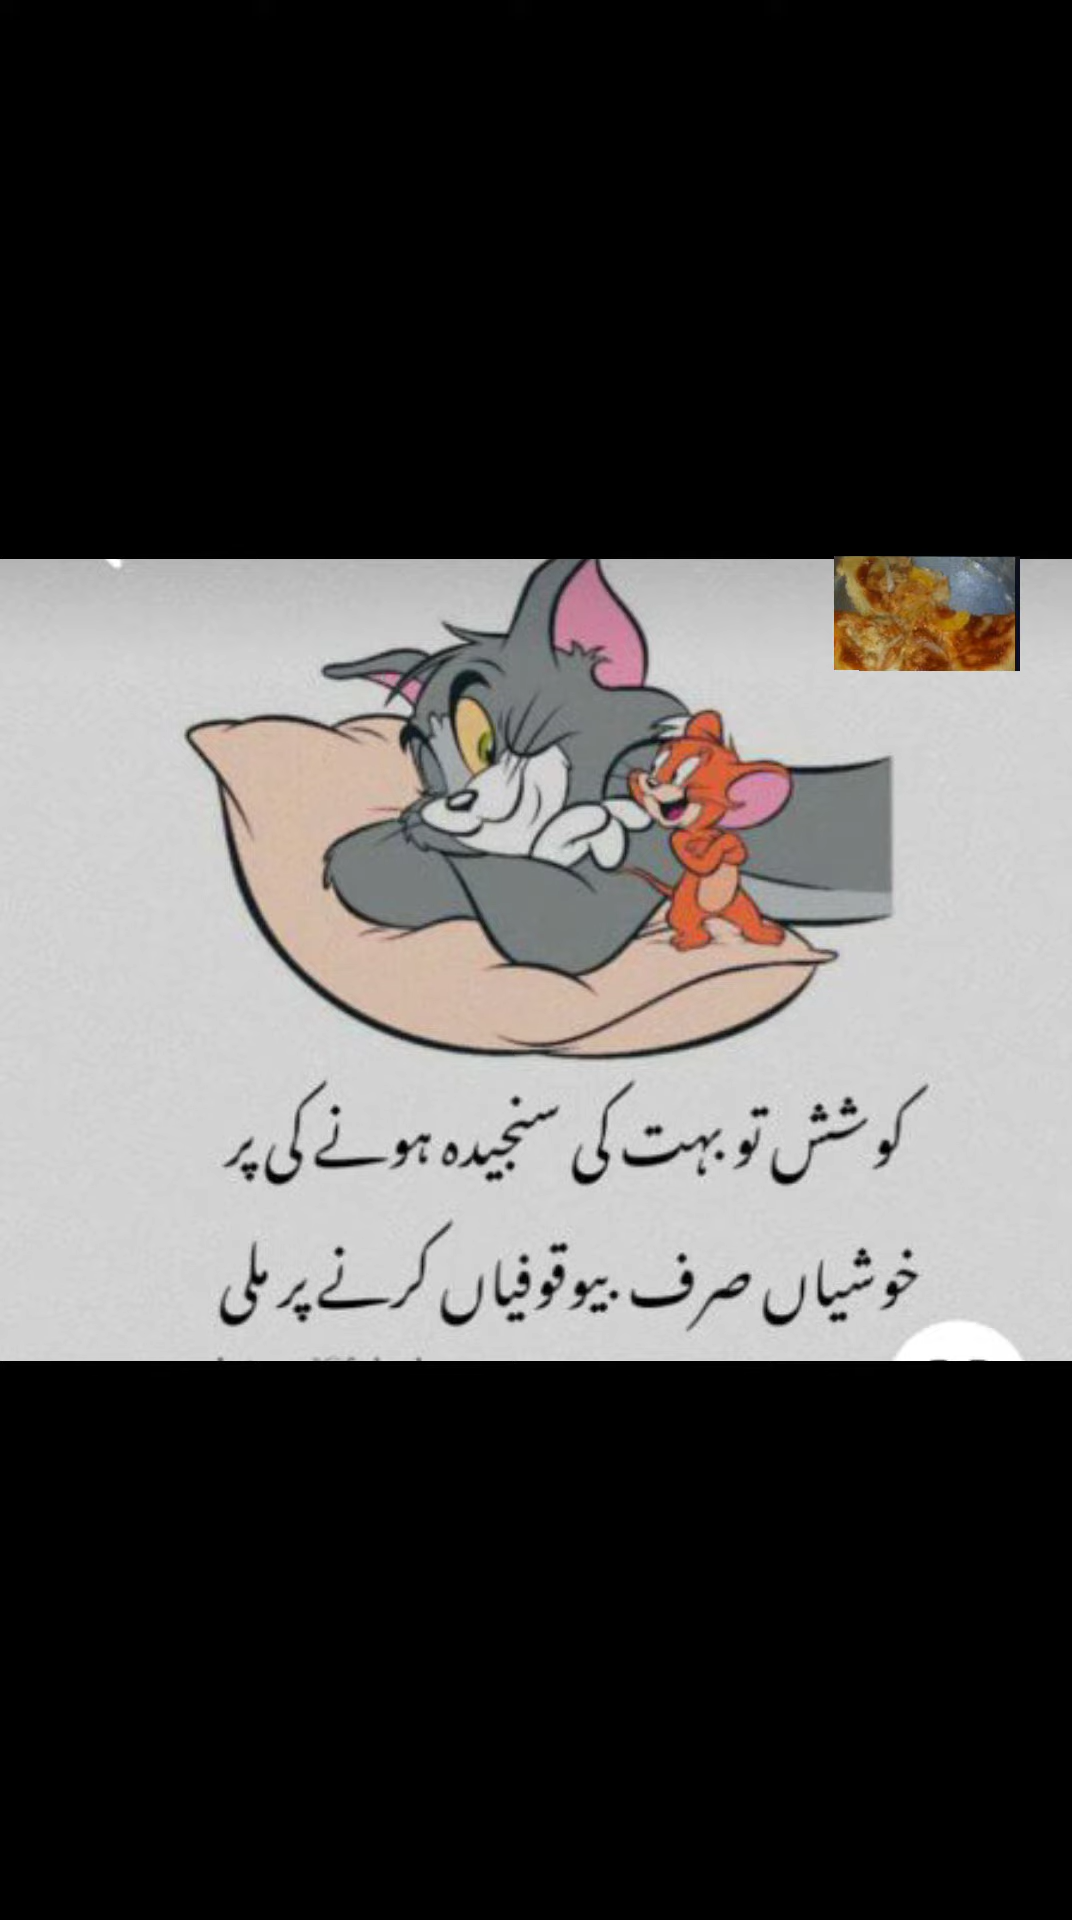 کوشش تو بہت کی سنجیدہ ہونے کی پر
خوشیاں صرف بیوقوفیاں کرنے پر ملی